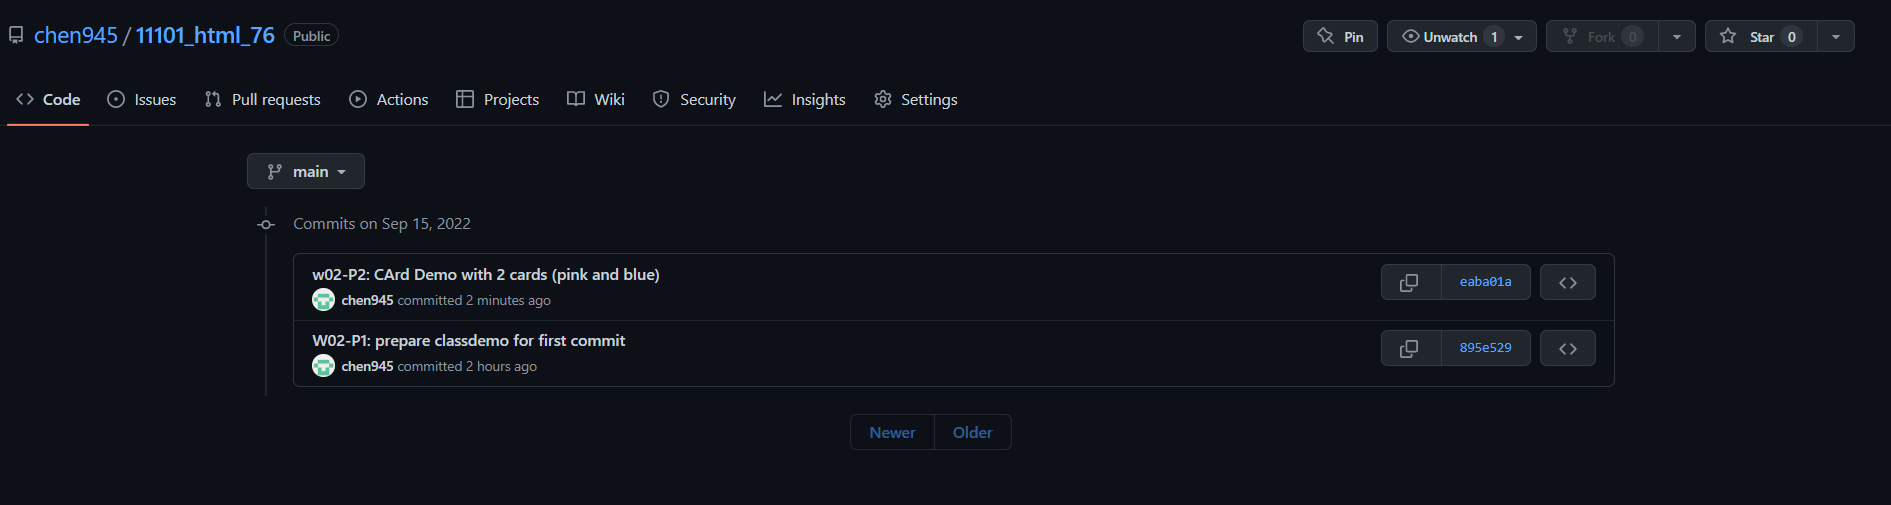 chen945 / 11101_html_76 Public
Pin Unwatch 1 Fork 0 Star 0
Code Issues Pull requests Actions Projects Wiki Security Insights Settings
main
Commits on Sep 15, 2022
w02-P2: CArd Demo with 2 cards (pink and blue)
eaba01a
chen945 committed 2 minutes ago
W02-P1: prepare classdemo for first commit
895e529
chen945 committed 2 hours ago
Newer Older